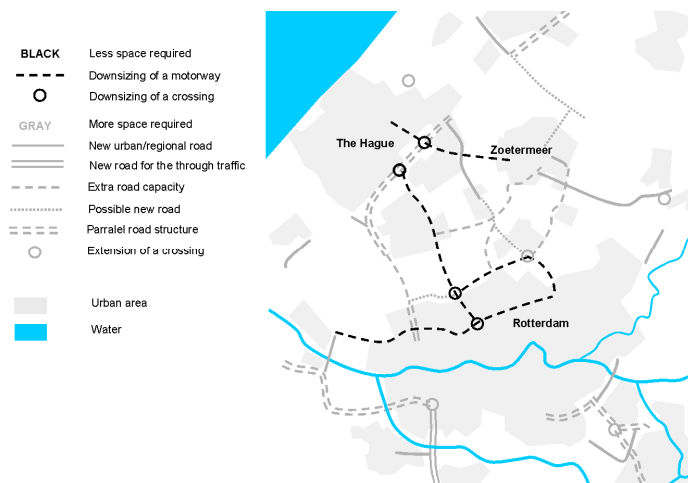 BLACK Less space required
Downsizing of a motorway
Downsizing of a crossing
GRAY More space required
New urban/regional road
New road for the through traffic
Extra road capacity
Possible new road
Parralel road structure
Extension of a crossing
Urban area
Water
The Hague
Zoetermeer
Rotterdam